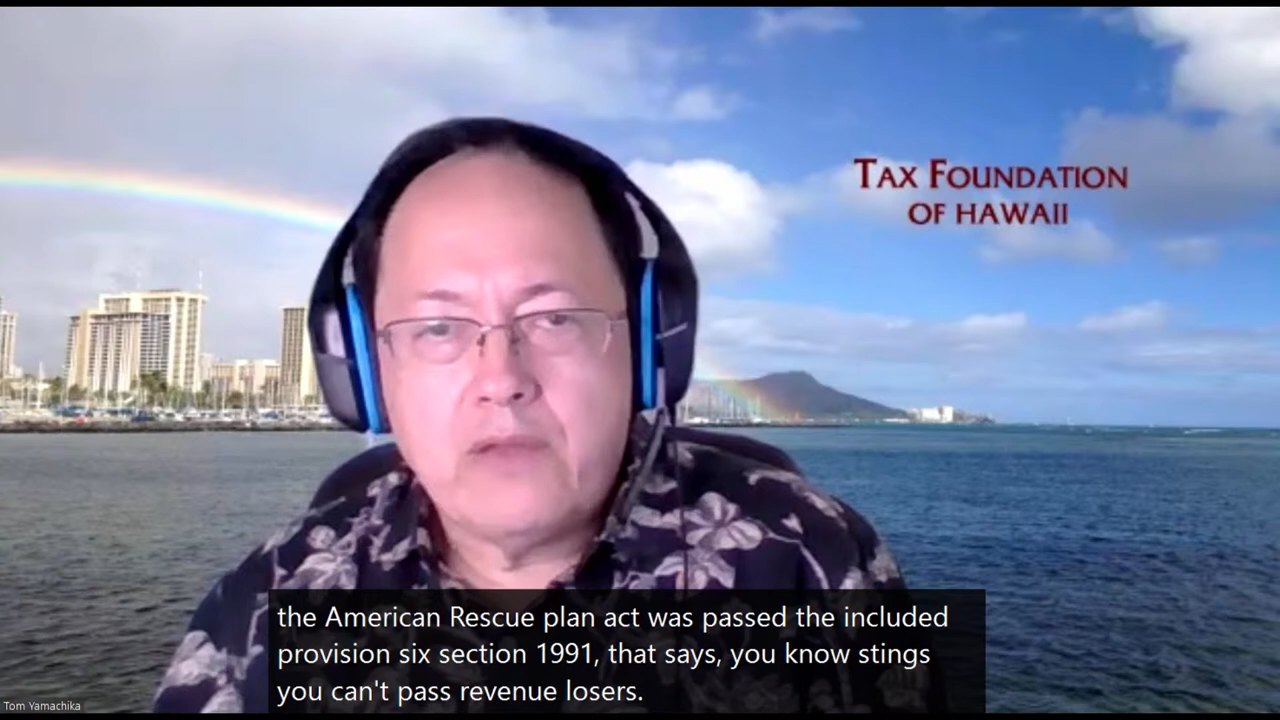 TAX FOUNDATION
OF HAWAII
the American Rescue plan act was passed the included
provision six section 1991, that says, you know stings
you can't pass revenue losers.
Tom Yamachika